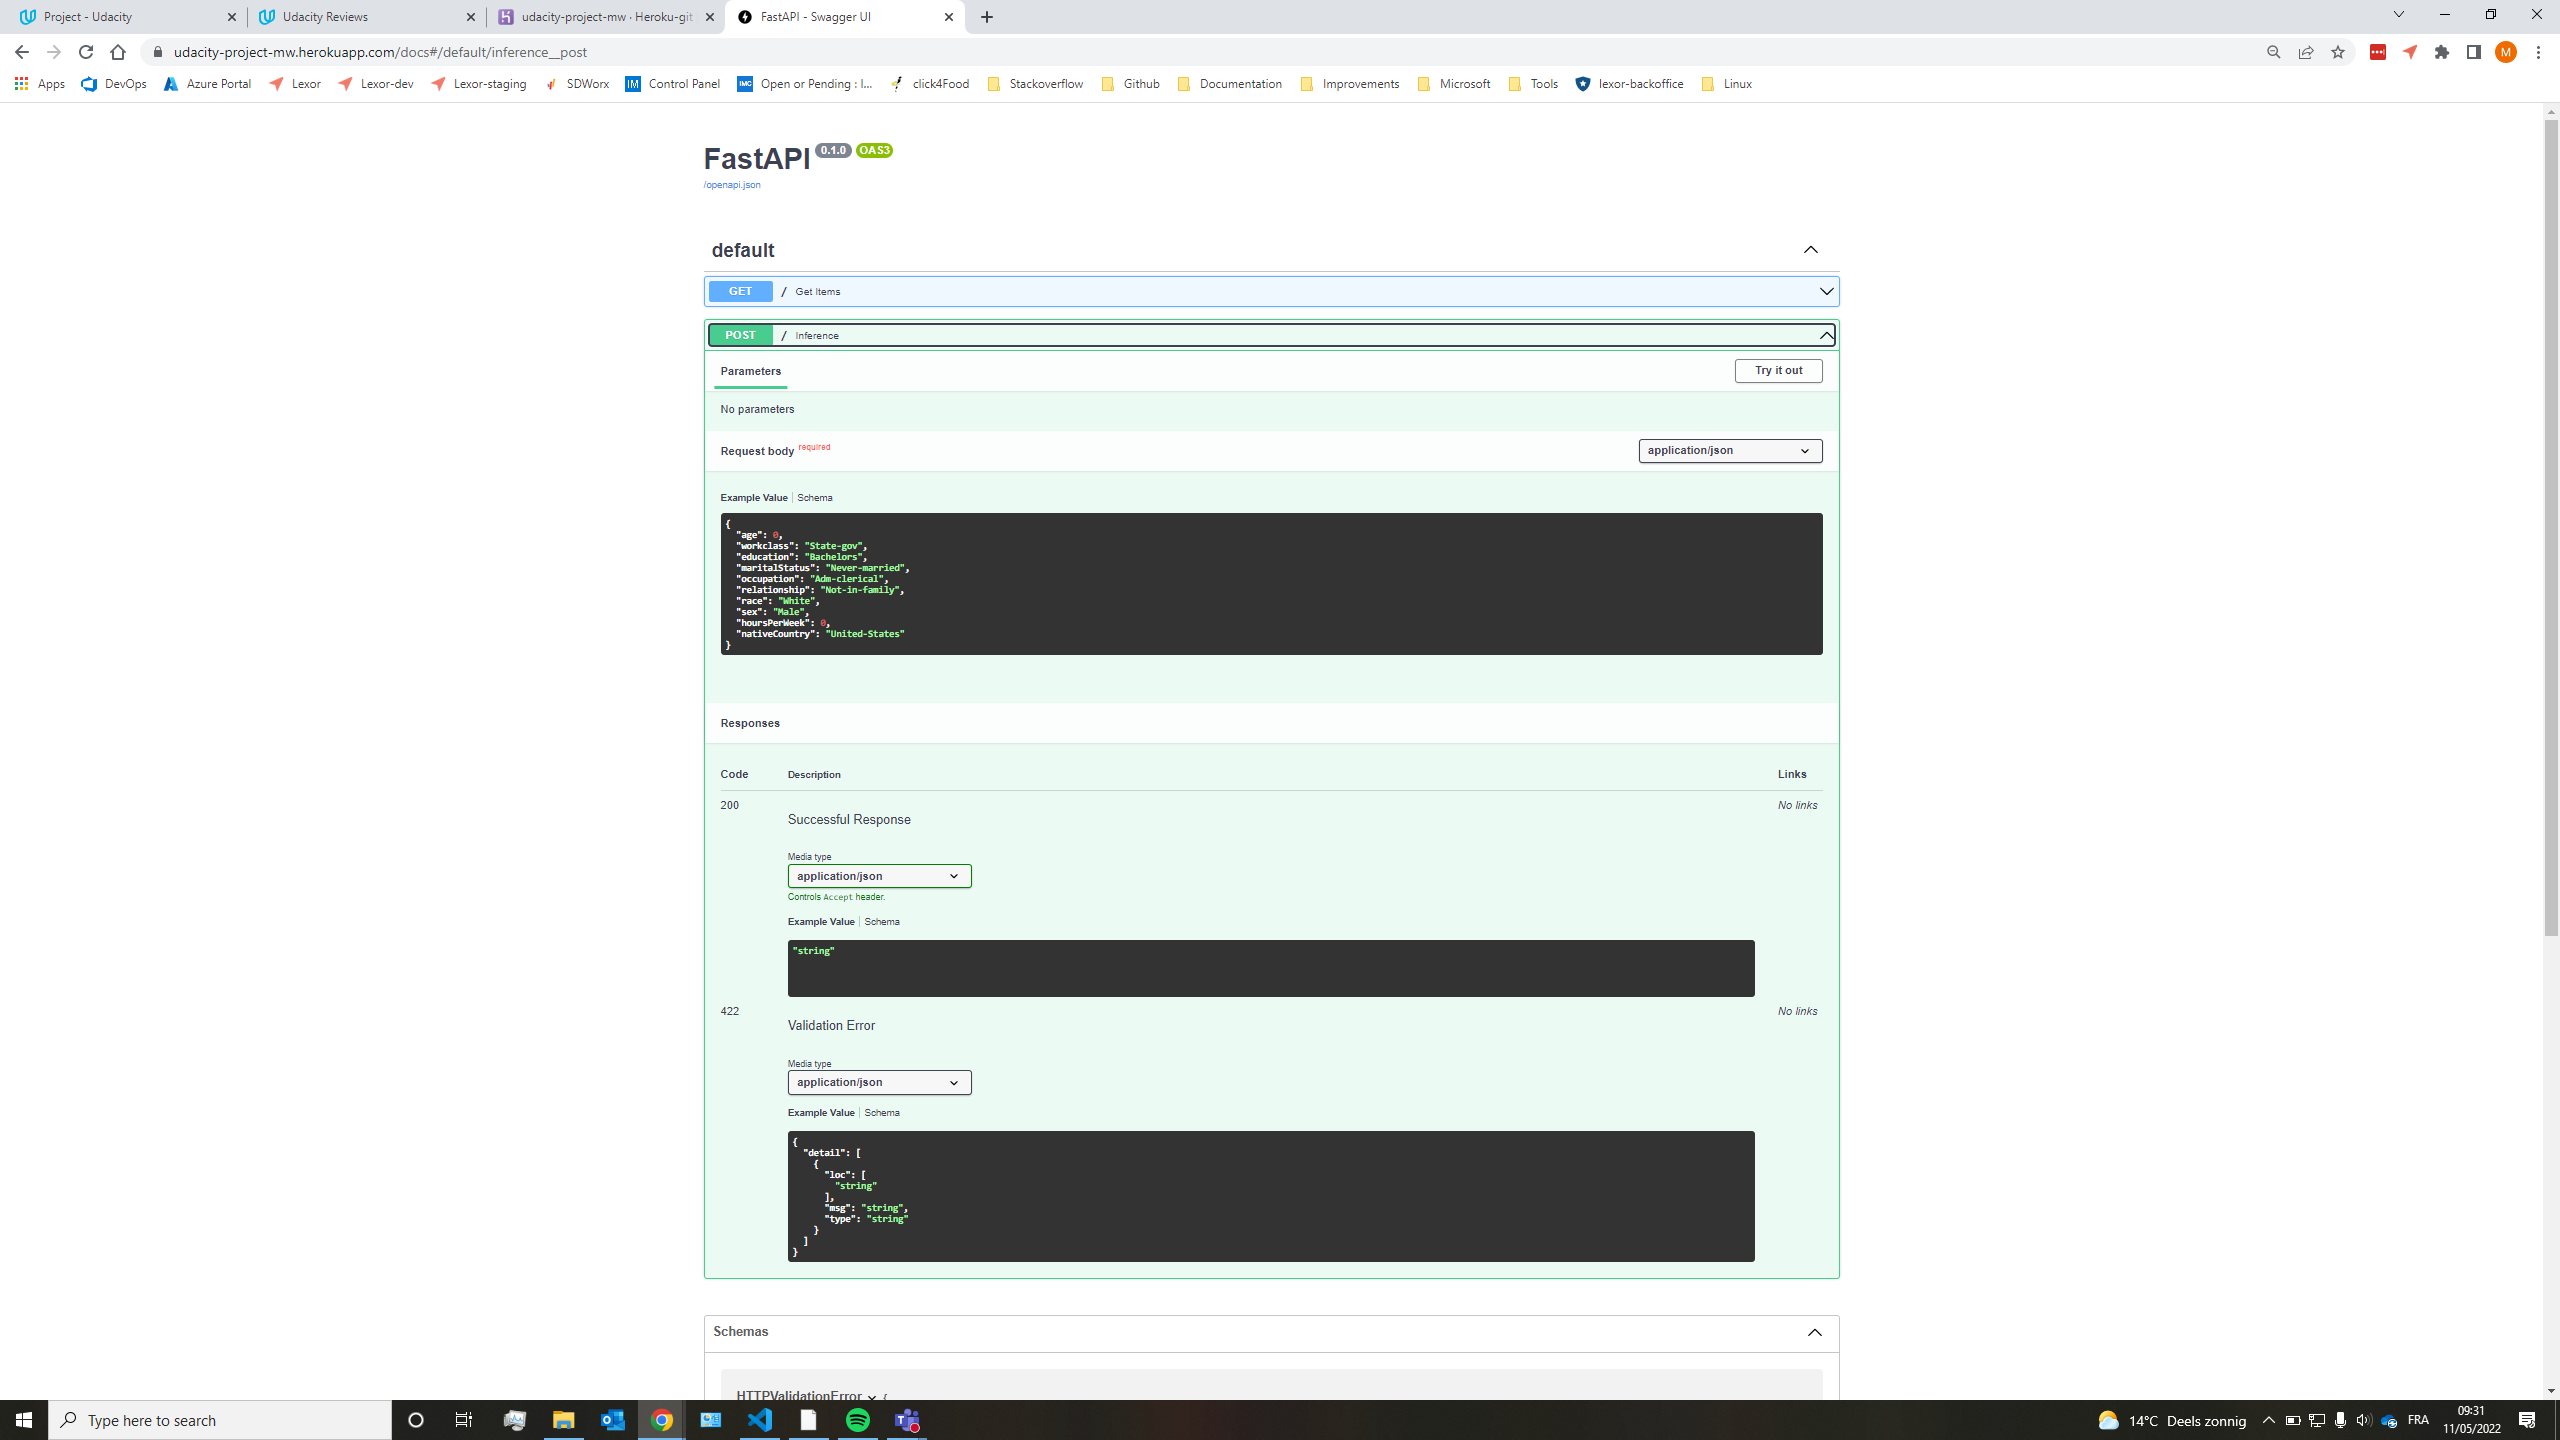 Project - Udacity
Udacity Reviews
udacity-project-mw · Heroku-git
FastAPI - Swagger UI
udacity-project-mw.herokuapp.com/docs#/default/inference__post
M
Apps
DevOps
Azure Portal
Lexor
Lexor-dev
Lexor-staging
SDWorx
Control Panel
Open or Pending : I...
click4Food
Stackoverflow
Github
Documentation
Improvements
Microsoft
Tools
lexor-backoffice
Linux
FastAPI 0.1.0 OAS3
/openapi.json
default
GET / Get Items
POST / Inference
Parameters
Try it out
No parameters
Request body required
application/json
Example Value | Schema
{
"age": 0,
"workclass": "State-gov",
"education": "Bachelors",
"maritalStatus": "Never-married",
"occupation": "Adm-clerical",
"relationship": "Not-in-family",
"race": "White",
"sex": "Male",
"hoursPerWeek": 0,
"nativeCountry": "United-States"
}
Responses
Code Description Links
200 No links
Successful Response
Media type
application/json
Controls Accept header.
Example Value | Schema
"string"
422 No links
Validation Error
Media type
application/json
Example Value | Schema
{
"detail": [
{
"loc": [
"string"
],
"msg": "string",
"type": "string"
}
]
}
Schemas
HTTPValidationError {
Type here to search
14°C Deels zonnig
FRA
09:31
11/05/2022